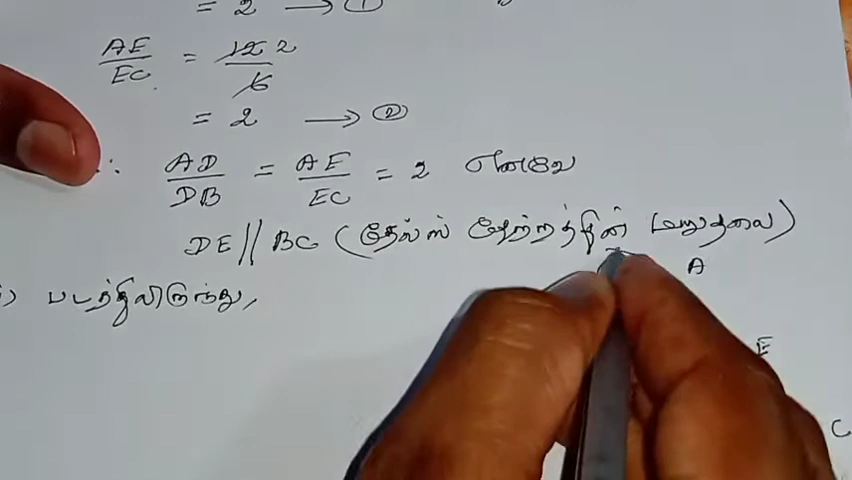 = 2 → ①
AE/EC = 12/6 2
= 2 → ②
∴ AD/DB = AE/EC = 2 எனவே
DE // BC (தேல்ஸ் தேற்றத்தின் மறுதலை)
) படத்திலிருந்து,
A
E
C